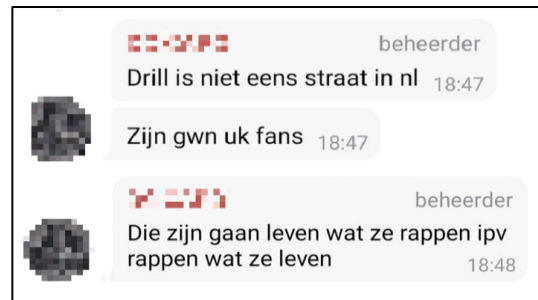 beheerder
Drill is niet eens straat in nl 18:47
Zijn gwn uk fans 18:47
beheerder
Die zijn gaan leven wat ze rappen ipv
rappen wat ze leven 18:48